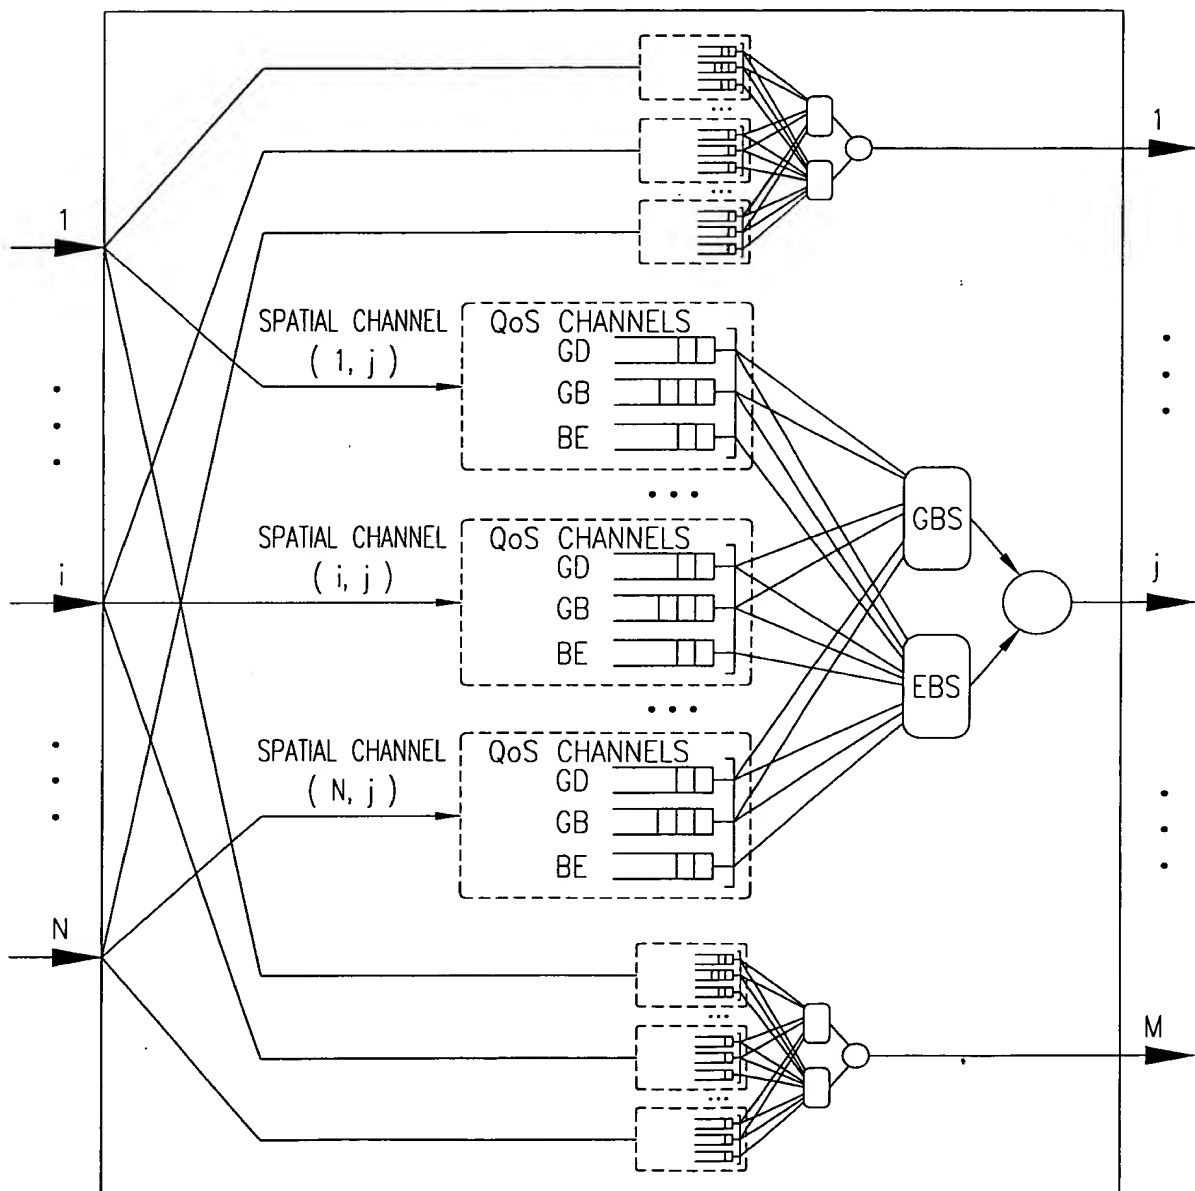 1
1
SPATIAL CHANNEL
( 1, j )
QoS CHANNELS
GD
GB
BE
SPATIAL CHANNEL
( i, j )
QoS CHANNELS
GD
GB
BE
GBS
i
j
EBS
SPATIAL CHANNEL
( N, j )
QoS CHANNELS
GD
GB
BE
N
M